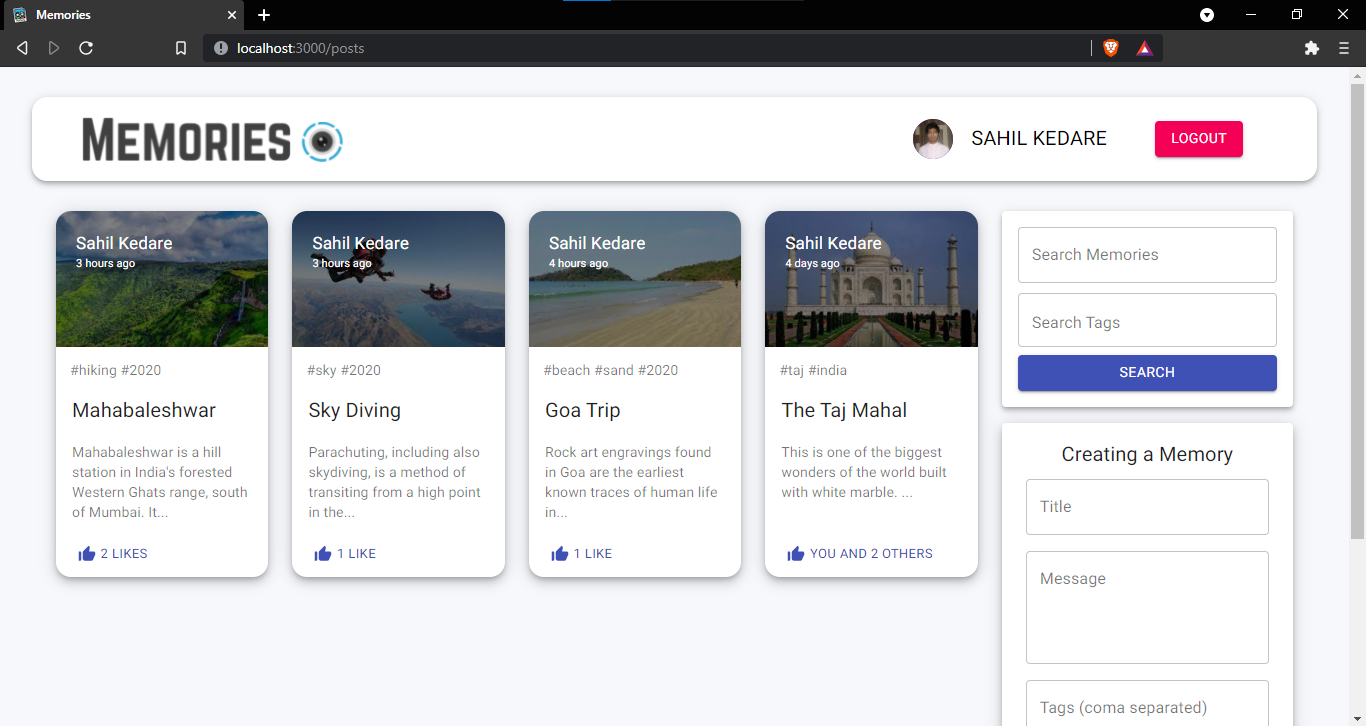 Memories
localhost:3000/posts
MEMORIES
SAHIL KEDARE
LOGOUT
Sahil Kedare
3 hours ago
#hiking #2020
Mahabaleshwar
Mahabaleshwar is a hill
station in India's forested
Western Ghats range, south
of Mumbai. It...
2 LIKES
Sahil Kedare
3 hours ago
#sky #2020
Sky Diving
Parachuting, including also
skydiving, is a method of
transiting from a high point
in the...
1 LIKE
Sahil Kedare
4 hours ago
#beach #sand #2020
Goa Trip
Rock art engravings found
in Goa are the earliest
known traces of human life
in...
1 LIKE
Sahil Kedare
4 days ago
#taj #india
The Taj Mahal
This is one of the biggest
wonders of the world built
with white marble. ...
YOU AND 2 OTHERS
Search Memories
Search Tags
SEARCH
Creating a Memory
Title
Message
Tags (coma separated)